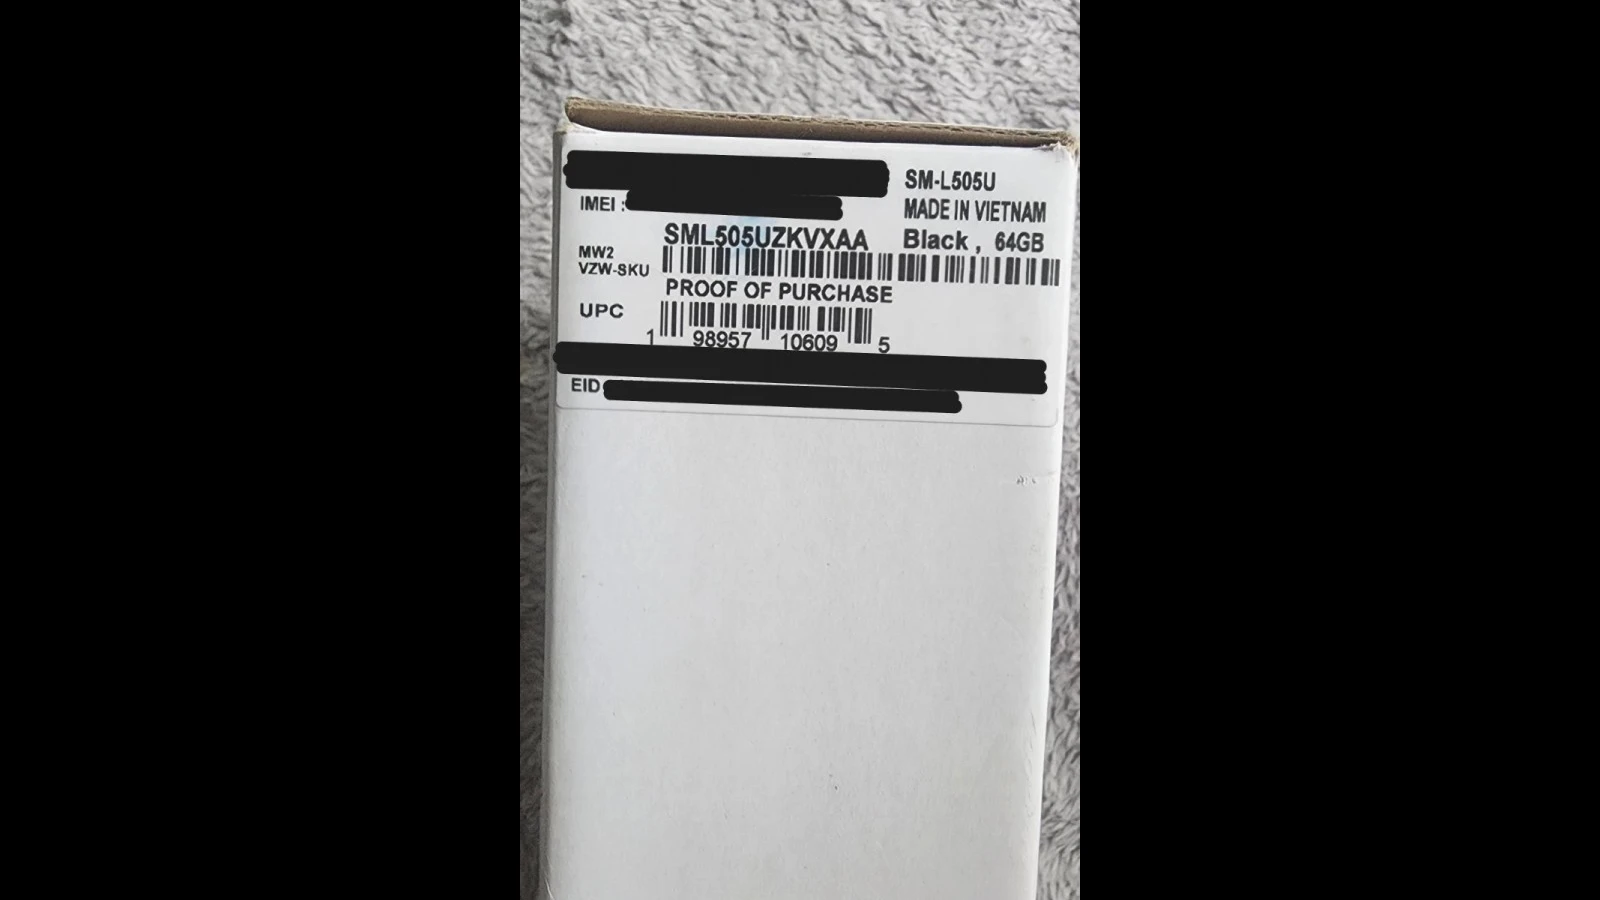 SM-L505U
IMEI :
MADE IN VIETNAM
SML505UZKVXAA
Black , 64GB
MW2
VZW-SKU
PROOF OF PURCHASE
UPC
1 98957 10609 5
EID